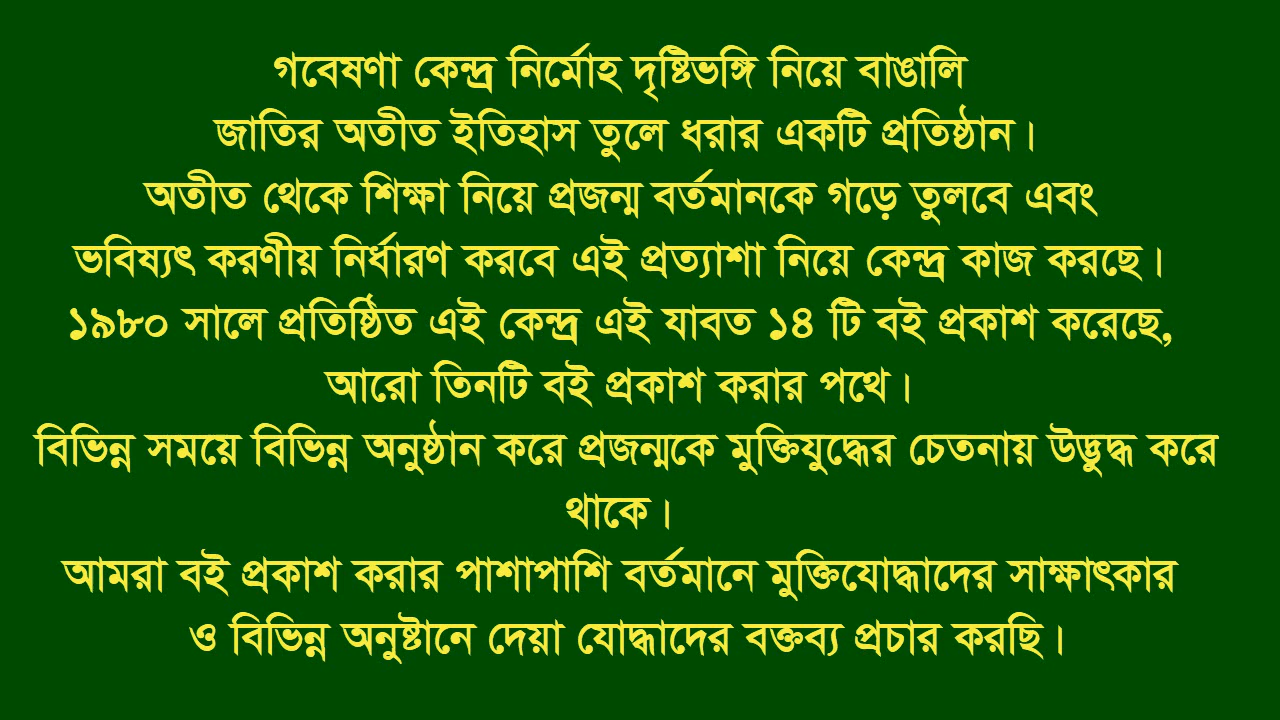 গবেষণা কেন্দ্র নির্মোহ দৃষ্টিভঙ্গি নিয়ে বাঙালি
জাতির অতীত ইতিহাস তুলে ধরার একটি প্রতিষ্ঠান।
অতীত থেকে শিক্ষা নিয়ে প্রজন্ম বর্তমানকে গড়ে তুলবে এবং
ভবিষ্যৎ করণীয় নির্ধারণ করবে এই প্রত্যাশা নিয়ে কেন্দ্র কাজ করছে।
১৯৮০ সালে প্রতিষ্ঠিত এই কেন্দ্র এই যাবত ১৪ টি বই প্রকাশ করেছে,
আরো তিনটি বই প্রকাশ করার পথে।
বিভিন্ন সময়ে বিভিন্ন অনুষ্ঠান করে প্রজন্মকে মুক্তিযুদ্ধের চেতনায় উদ্ভুদ্ধ করে
থাকে।
আমরা বই প্রকাশ করার পাশাপাশি বর্তমানে মুক্তিযোদ্ধাদের সাক্ষাৎকার
ও বিভিন্ন অনুষ্টানে দেয়া যোদ্ধাদের বক্তব্য প্রচার করছি।